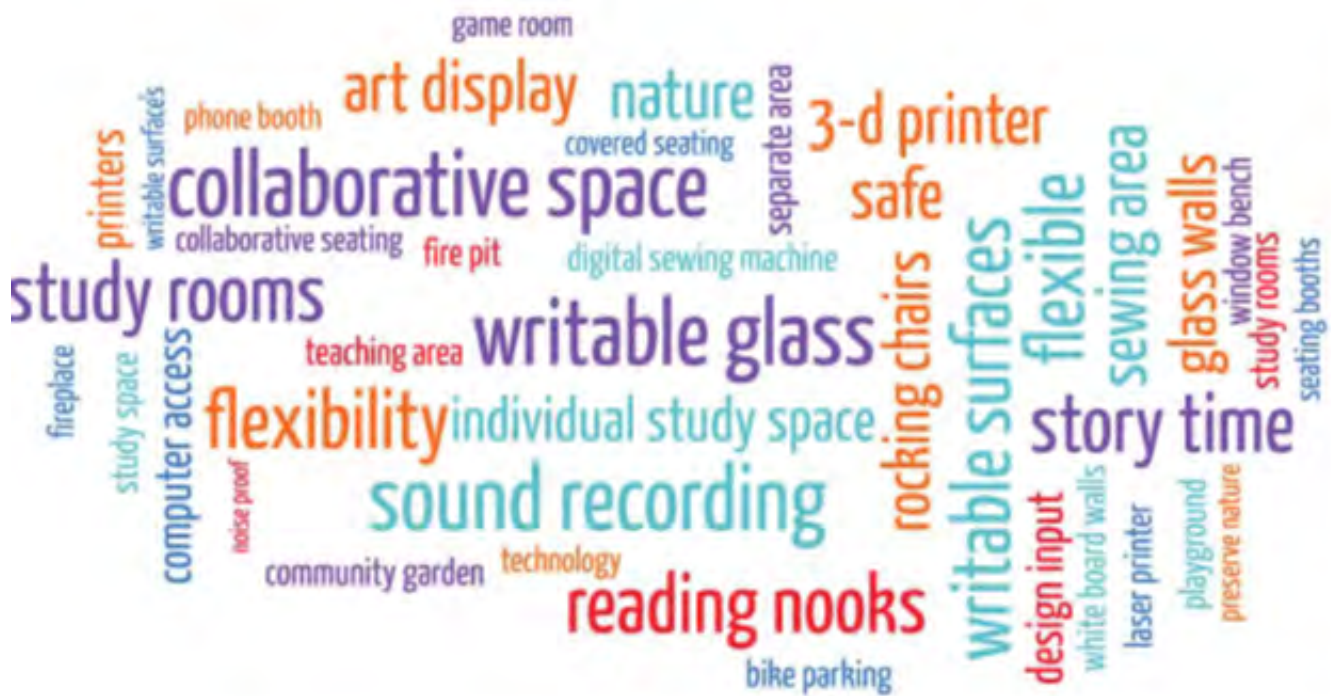 game room
art display
nature
separate area
3-d printer
phone booth
writable surfaces
printers
covered seating
collaborative space
safe
sewing area
flexible
glass walls
window bench
collaborative seating
fire pit
digital sewing machine
study rooms
seating booths
study rooms
writable glass
rocking chairs
writable surfaces
teaching area
fireplace
study space
computer access
flexibility
individual study space
story time
noise proof
sound recording
design input
white board walls
laser printer
playground
preserve nature
community garden
technology
reading nooks
bike parking